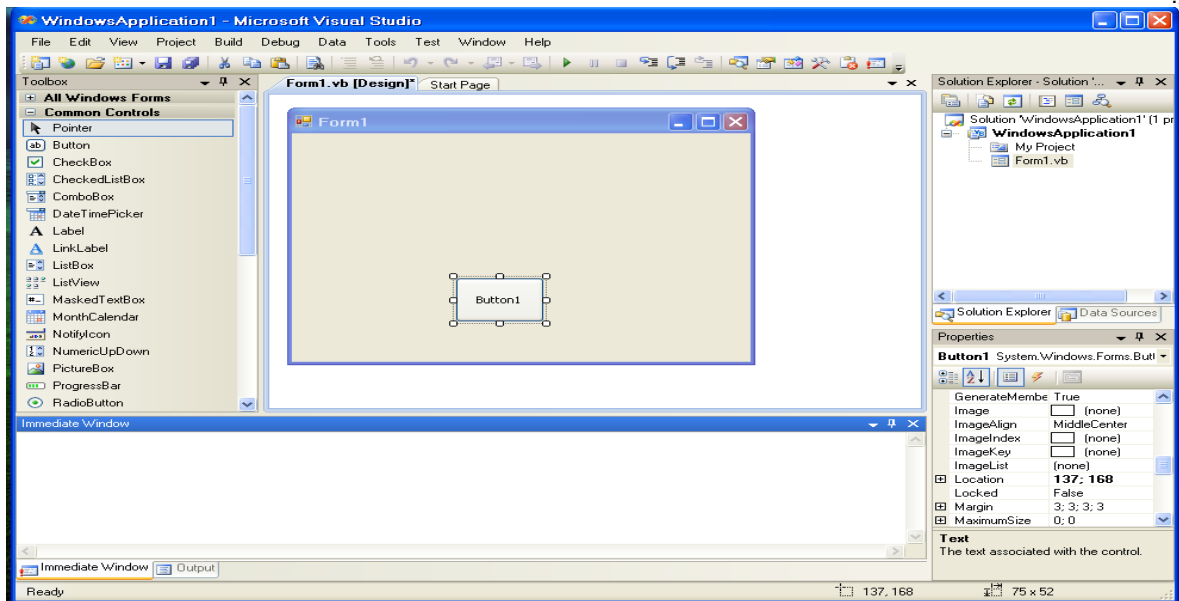 WindowsApplication1 - Microsoft Visual Studio
File Edit View Project Build Debug Data Tools Test Window Help
Toolbox
All Windows Forms
Common Controls
Pointer
Button
CheckBox
CheckedListBox
ComboBox
DateTimePicker
Label
LinkLabel
ListBox
ListView
MaskedTextBox
MonthCalendar
NotifyIcon
NumericUpDown
PictureBox
ProgressBar
RadioButton
Form1.vb [Design]* Start Page
Form1
Button1
Solution Explorer - Solution '...
Solution 'WindowsApplication1' (1 pr
WindowsApplication1
My Project
Form1.vb
Solution Explorer Data Sources
Properties
Button1 System.Windows.Forms.Butt
GenerateMembe True
Image (none)
ImageAlign MiddleCenter
ImageIndex (none)
ImageKey (none)
ImageList (none)
Location 137; 168
Locked False
Margin 3; 3; 3; 3
MaximumSize 0; 0
Text
The text associated with the control.
Immediate Window
Immediate Window Output
Ready 137, 168 75 x 52